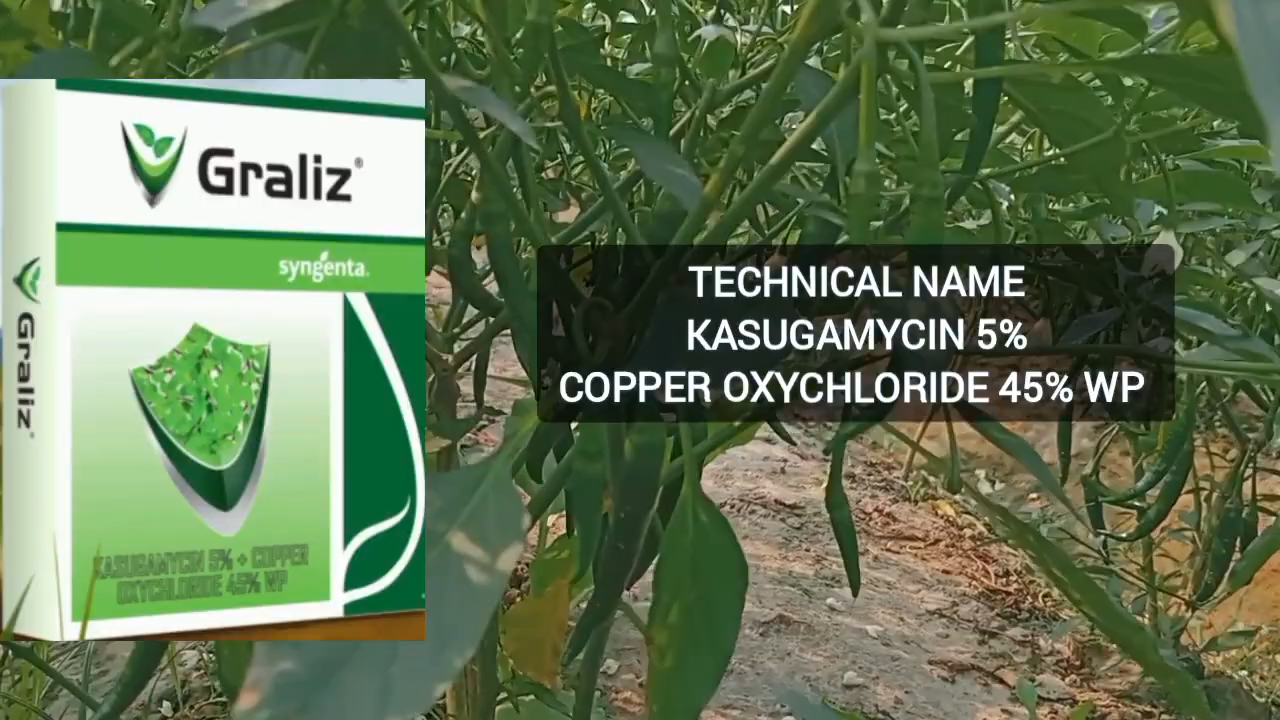 Graliz®
syngenta.
Graliz®
KASUGAMYCIN 5% + COPPER
OXYCHLORIDE 45% WP
TECHNICAL NAME
KASUGAMYCIN 5%
COPPER OXYCHLORIDE 45% WP